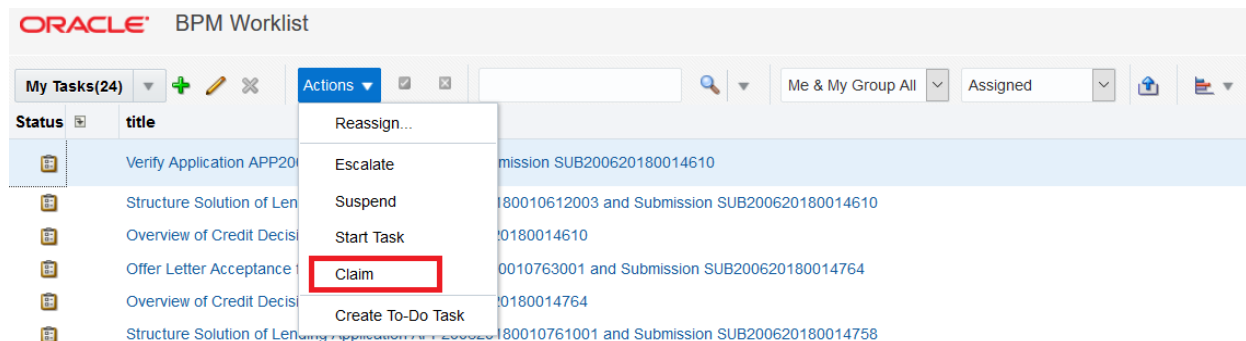 ORACLE BPM Worklist
My Tasks(24) Actions Me & My Group All Assigned
Status title
Reassign...
Verify Application APP20 mission SUB200620180014610
Escalate
Structure Solution of Len 180010612003 and Submission SUB200620180014610
Suspend
Overview of Credit Decisi 0180014610
Start Task
Offer Letter Acceptance 0010763001 and Submission SUB200620180014764
Claim
Overview of Credit Decisi 0180014764
Create To-Do Task
Structure Solution of Lending Application 180010761001 and Submission SUB200620180014758